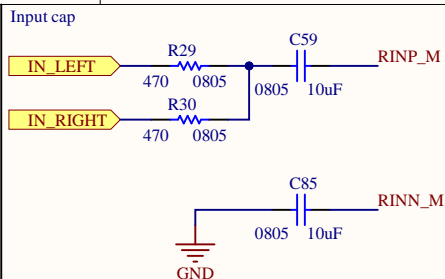 Input cap
R29
IN_LEFT
470 0805
C59
RINP_M
0805 10uF
R30
IN_RIGHT
470 0805
C85
RINN_M
0805 10uF
GND